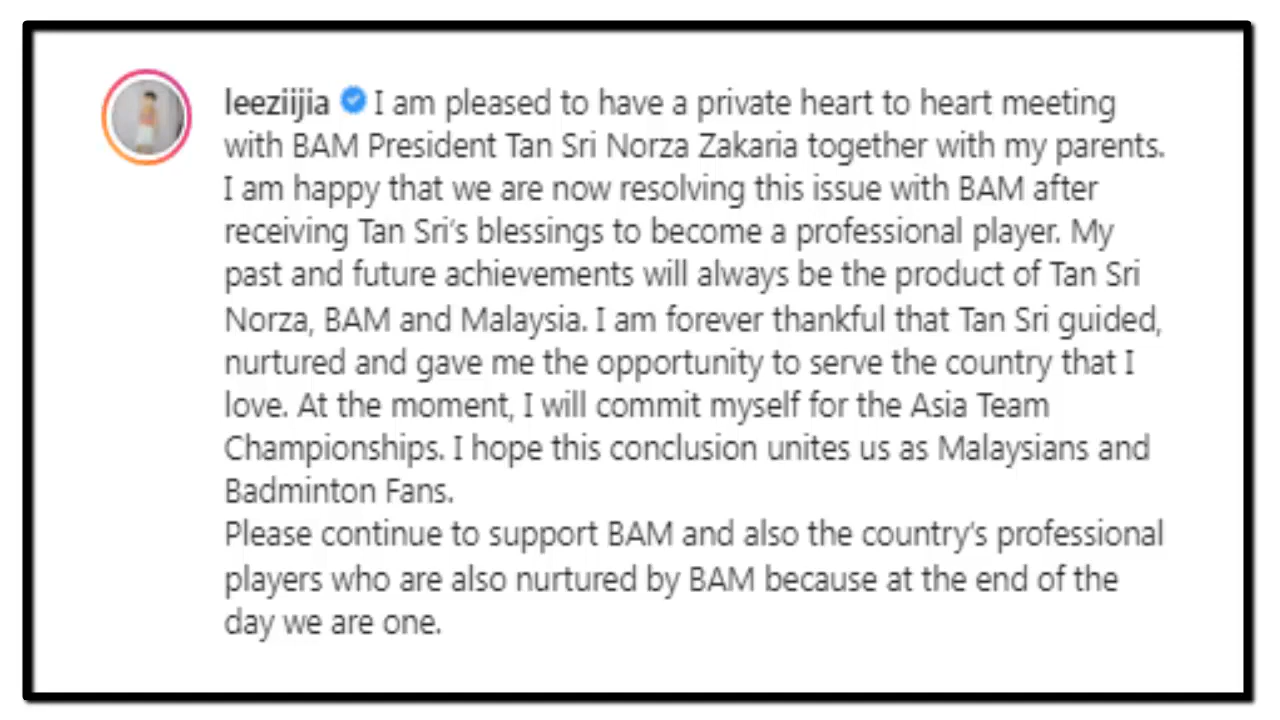 leeziijia I am pleased to have a private heart to heart meeting
with BAM President Tan Sri Norza Zakaria together with my parents.
I am happy that we are now resolving this issue with BAM after
receiving Tan Sri's blessings to become a professional player. My
past and future achievements will always be the product of Tan Sri
Norza, BAM and Malaysia. I am forever thankful that Tan Sri guided,
nurtured and gave me the opportunity to serve the country that I
love. At the moment, I will commit myself for the Asia Team
Championships. I hope this conclusion unites us as Malaysians and
Badminton Fans.
Please continue to support BAM and also the country's professional
players who are also nurtured by BAM because at the end of the
day we are one.